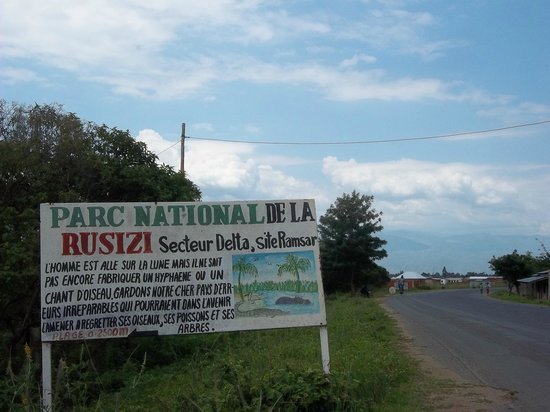 PARC NATIONAL DE LA
RUSIZI Secteur Delta, site Ramsar
L'HOMME EST ALLE SUR LA LUNE MAIS IL NE SAIT
PAS ENCORE FABRIQUER UN HYPHAENE OU UN
CHANT D'OISEAU, GARDONS NOTRE CHER PAYS D'ERR
EURS IRREPARABLES QUI POURRAIENT DANS L'AVENIR
L'AMENER A REGRETTER SES OISEAUX, SES POISSONS ET SES
ARBRES.
PLAGE à 2500m